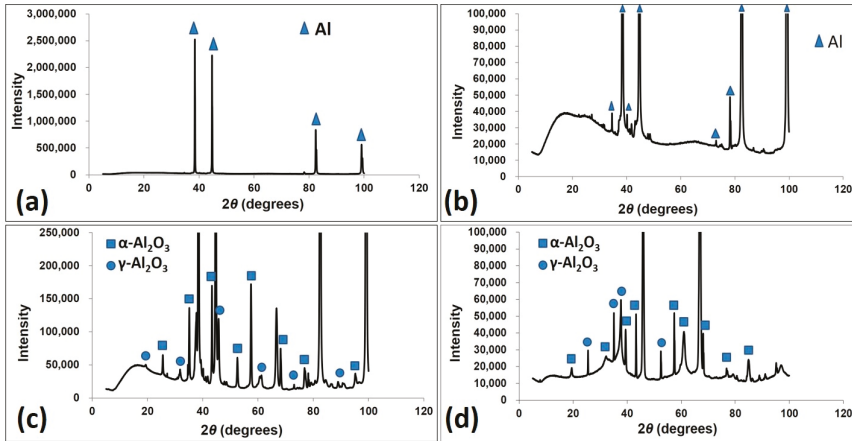 3,000,000
2,500,000
2,000,000
1,500,000
1,000,000
500,000
0
Intensity
Al
0 20 40 60 80 100 120
2θ (degrees)
(a)
100,000
90,000
80,000
70,000
60,000
50,000
40,000
30,000
20,000
10,000
Intensity
Al
0 20 40 60 80 100 120
2θ (degrees)
(b)
250,000
200,000
150,000
100,000
50,000
0
Intensity
α-Al₂O₃
γ-Al₂O₃
0 20 40 60 80 100 120
2θ (degrees)
(c)
100,000
90,000
80,000
70,000
60,000
50,000
40,000
30,000
20,000
10,000
0
Intensity
α-Al₂O₃
γ-Al₂O₃
0 20 40 60 80 100 120
2θ (degrees)
(d)